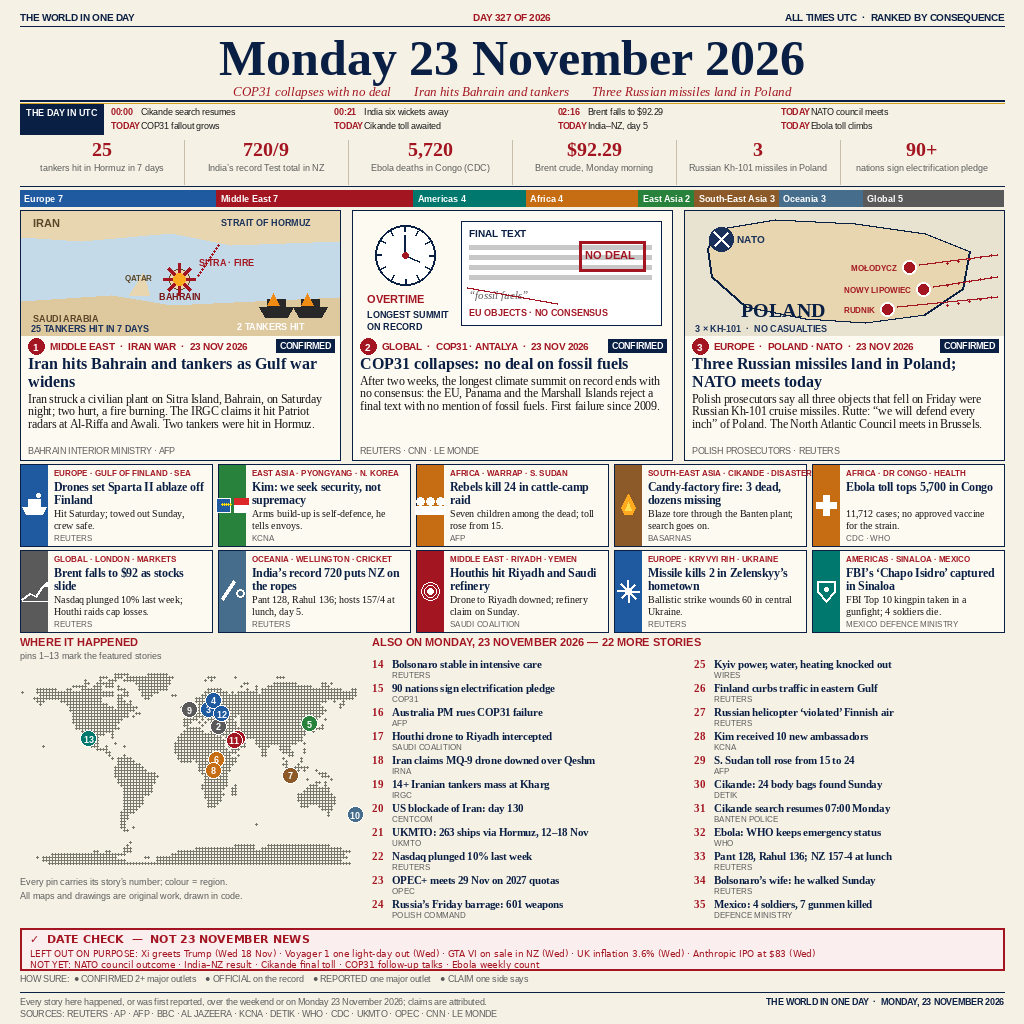 THE WORLD IN ONE DAY
DAY 327 OF 2026
ALL TIMES UTC · RANKED BY CONSEQUENCE
Monday 23 November 2026
COP31 collapses with no deal Iran hits Bahrain and tankers Three Russian missiles land in Poland
THE DAY IN UTC
00:00 Cikande search resumes
00:21 India six wickets away
02:16 Brent falls to $92.29
TODAY NATO council meets
TODAY COP31 fallout grows
TODAY Cikande toll awaited
TODAY India–NZ, day 5
TODAY Ebola toll climbs
25
tankers hit in Hormuz in 7 days
720/9
India's record Test total in NZ
5,720
Ebola deaths in Congo (CDC)
$92.29
Brent crude, Monday morning
3
Russian Kh-101 missiles in Poland
90+
nations sign electrification pledge
Europe 7
Middle East 7
Americas 4
Africa 4
East Asia 2
South-East Asia 3
Oceania 3
Global 5
IRAN
STRAIT OF HORMUZ
SITRA · FIRE
QATAR
BAHRAIN
SAUDI ARABIA
25 TANKERS HIT IN 7 DAYS
2 TANKERS HIT
1 MIDDLE EAST · IRAN WAR · 23 NOV 2026
CONFIRMED
Iran hits Bahrain and tankers as Gulf war
widens
Iran struck a civilian plant on Sitra Island, Bahrain, on Saturday
night; two hurt, a fire burning. The IRGC claims it hit Patriot
radars at Al-Riffa and Awali. Two tankers were hit in Hormuz.
BAHRAIN INTERIOR MINISTRY · AFP
OVERTIME
LONGEST SUMMIT
ON RECORD
FINAL TEXT
NO DEAL
"fossil fuels"
EU OBJECTS · NO CONSENSUS
2 GLOBAL · COP31 · ANTALYA · 23 NOV 2026
CONFIRMED
COP31 collapses: no deal on fossil fuels
After two weeks, the longest climate summit on record ends with
no consensus: the EU, Panama and the Marshall Islands reject a
final text with no mention of fossil fuels. First failure since 2009.
REUTERS · CNN · LE MONDE
NATO
MOŁODYCZ
NOWY LIPOWIEC
RUDNIK
POLAND
3 × KH-101 · NO CASUALTIES
3 EUROPE · POLAND · NATO · 23 NOV 2026
CONFIRMED
Three Russian missiles land in Poland;
NATO meets today
Polish prosecutors say all three objects that fell on Friday were
Russian Kh-101 cruise missiles. Rutte: “we will defend every
inch” of Poland. The North Atlantic Council meets in Brussels.
POLISH PROSECUTORS · REUTERS
EUROPE · GULF OF FINLAND · SEA
Drones set Sparta II ablaze off
Finland
Hit Saturday; towed out Sunday,
crew safe.
REUTERS
EAST ASIA · PYONGYANG · N. KOREA
Kim: we seek security, not
supremacy
Arms build-up is self-defence, he
tells envoys.
KCNA
AFRICA · WARRAP · S. SUDAN
Rebels kill 24 in cattle-camp
raid
Seven children among the dead; toll
rose from 15.
AFP
SOUTH-EAST ASIA · CIKANDE · DISASTER
Candy-factory fire: 3 dead,
dozens missing
Blaze tore through the Banten plant;
search goes on.
BASARNAS
AFRICA · DR CONGO · HEALTH
Ebola toll tops 5,700 in Congo
11,712 cases; no approved vaccine
for the strain.
CDC · WHO
GLOBAL · LONDON · MARKETS
Brent falls to $92 as stocks
slide
Nasdaq plunged 10% last week;
Houthi raids cap losses.
REUTERS
OCEANIA · WELLINGTON · CRICKET
India’s record 720 puts NZ on
the ropes
Pant 128, Rahul 136; hosts 157/4 at
lunch, day 5.
REUTERS
MIDDLE EAST · RIYADH · YEMEN
Houthis hit Riyadh and Saudi
refinery
Drone to Riyadh downed; refinery
claim on Sunday.
SAUDI COALITION
EUROPE · KRYVYI RIH · UKRAINE
Missile kills 2 in Zelenskyy’s
hometown
Ballistic strike wounds 60 in central
Ukraine.
REUTERS
AMERICAS · SINALOA · MEXICO
FBI’s ‘Chapo Isidro’ captured
in Sinaloa
FBI Top 10 kingpin taken in a
gunfight; 4 soldiers die.
MEXICO DEFENCE MINISTRY
WHERE IT HAPPENED
pins 1–13 mark the featured stories
4
9
3
12
2
5
13
11
6
8
7
10
Every pin carries its story's number; colour = region.
All maps and drawings are original work, drawn in code.
ALSO ON MONDAY, 23 NOVEMBER 2026 — 22 MORE STORIES
14 Bolsonaro stable in intensive care
REUTERS
15 90 nations sign electrification pledge
COP31
16 Australia PM rues COP31 failure
AFP
17 Houthi drone to Riyadh intercepted
SAUDI COALITION
18 Iran claims MQ-9 drone downed over Qeshm
IRNA
19 14+ Iranian tankers mass at Kharg
IRGC
20 US blockade of Iran: day 130
CENTCOM
21 UKMTO: 263 ships via Hormuz, 12–18 Nov
UKMTO
22 Nasdaq plunged 10% last week
REUTERS
23 OPEC+ meets 29 Nov on 2027 quotas
OPEC
24 Russia’s Friday barrage: 601 weapons
POLISH COMMAND
25 Kyiv power, water, heating knocked out
WIRES
26 Finland curbs traffic in eastern Gulf
REUTERS
27 Russian helicopter ‘violated’ Finnish air
REUTERS
28 Kim received 10 new ambassadors
KCNA
29 S. Sudan toll rose from 15 to 24
AFP
30 Cikande: 24 body bags found Sunday
DETIK
31 Cikande search resumes 07:00 Monday
BANTEN POLICE
32 Ebola: WHO keeps emergency status
WHO
33 Pant 128, Rahul 136; NZ 157-4 at lunch
REUTERS
34 Bolsonaro’s wife: he walked Sunday
REUTERS
35 Mexico: 4 soldiers, 7 gunmen killed
DEFENCE MINISTRY
✓ DATE CHECK — NOT 23 NOVEMBER NEWS
LEFT OUT ON PURPOSE: Xi greets Trump (Wed 18 Nov) · Voyager 1 one light-day out (Wed) · GTA VI on sale in NZ (Wed) · UK inflation 3.6% (Wed) · Anthropic IPO at $83 (Wed)
NOT YET: NATO council outcome · India–NZ result · Cikande final toll · COP31 follow-up talks · Ebola weekly count
HOW SURE: ● CONFIRMED 2+ major outlets ● OFFICIAL on the record ● REPORTED one major outlet ● CLAIM one side says
Every story here happened, or was first reported, over the weekend or on Monday 23 November 2026; claims are attributed.
THE WORLD IN ONE DAY · MONDAY, 23 NOVEMBER 2026
SOURCES: REUTERS · AP · AFP · BBC · AL JAZEERA · KCNA · DETIK · WHO · CDC · UKMTO · OPEC · CNN · LE MONDE